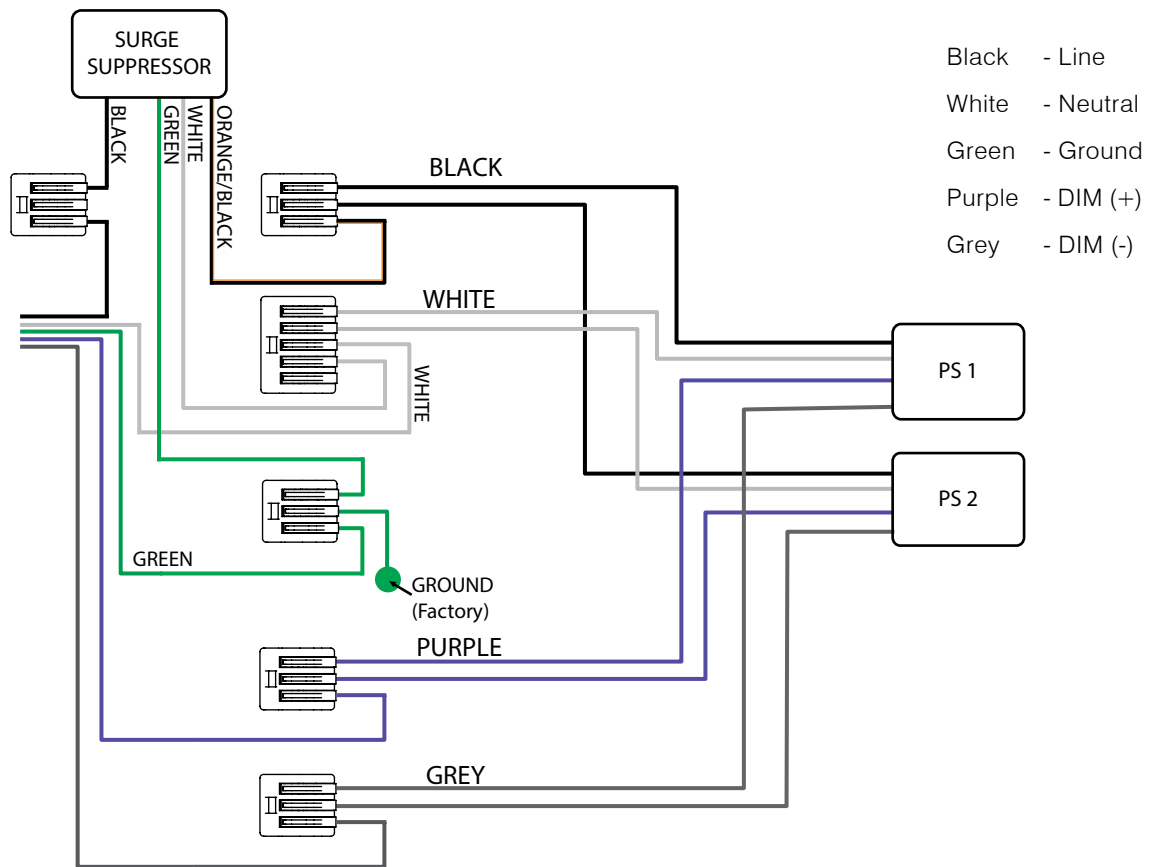 SURGE
SUPPRESSOR
BLACK
GREEN
WHITE
ORANGE/BLACK
BLACK
WHITE
WHITE
GREEN
GROUND
(Factory)
PURPLE
GREY
PS 1
PS 2
Black - Line
White - Neutral
Green - Ground
Purple - DIM (+)
Grey - DIM (-)